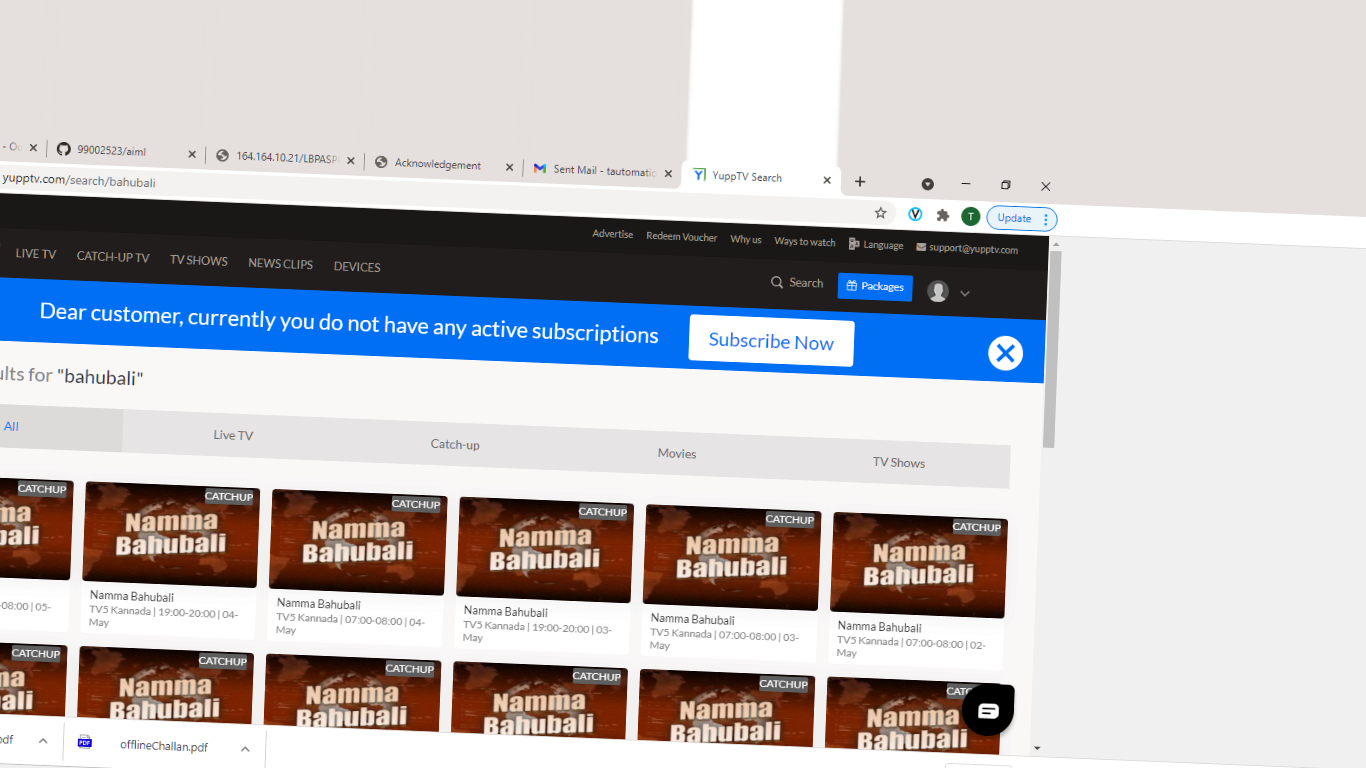 99002523/aiml
164.164.10.21/LBPASP
Acknowledgement
Sent Mail - tautomatic
YuppTV Search
yupptv.com/search/bahubali
T
Update
Advertise
Redeem Voucher
Why us
Ways to watch
Language
support@yupptv.com
LIVE TV
CATCH-UP TV
TV SHOWS
NEWS CLIPS
DEVICES
Search
Packages
Dear customer, currently you do not have any active subscriptions
Subscribe Now
ults for "bahubali"
All
Live TV
Catch-up
Movies
TV Shows
CATCHUP
CATCHUP
CATCHUP
CATCHUP
CATCHUP
CATCHUP
Namma
Bahubali
Namma
Bahubali
Namma
Bahubali
Namma
Bahubali
Namma
Bahubali
-08:00 | 05-
Namma Bahubali
TV5 Kannada | 19:00-20:00 | 04-
May
Namma Bahubali
TV5 Kannada | 07:00-08:00 | 04-
May
Namma Bahubali
TV5 Kannada | 19:00-20:00 | 03-
May
Namma Bahubali
TV5 Kannada | 07:00-08:00 | 03-
May
Namma Bahubali
TV5 Kannada | 07:00-08:00 | 02-
May
CATCHUP
CATCHUP
CATCHUP
CATCHUP
CATCHUP
Namma
Bahubali
Namma
Bahubali
Namma
Bahubali
Namma
Bahubali
Namma
Bahubali
pdf
PDF
offlineChallan.pdf